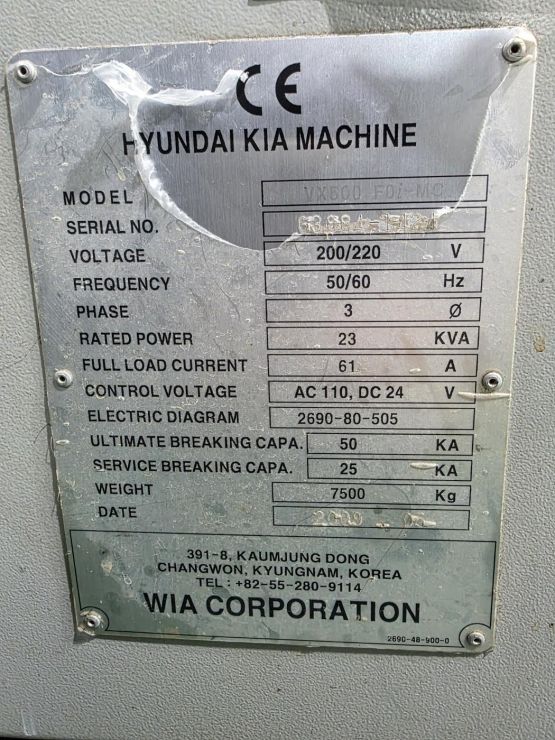 CE
HYUNDAI KIA MACHINE
MODEL VX500 F0i-MC
SERIAL NO.
VOLTAGE 200/220 V
FREQUENCY 50/60 Hz
PHASE 3 Ø
RATED POWER 23 KVA
FULL LOAD CURRENT 61 A
CONTROL VOLTAGE AC 110, DC 24 V
ELECTRIC DIAGRAM 2690-80-505
ULTIMATE BREAKING CAPA. 50 KA
SERVICE BREAKING CAPA. 25 KA
WEIGHT 7500 Kg
DATE
391-8, KAUMJUNG DONG
CHANGWON, KYUNGNAM, KOREA
TEL : +82-55-280-9114
WIA CORPORATION
2690-48-900-0